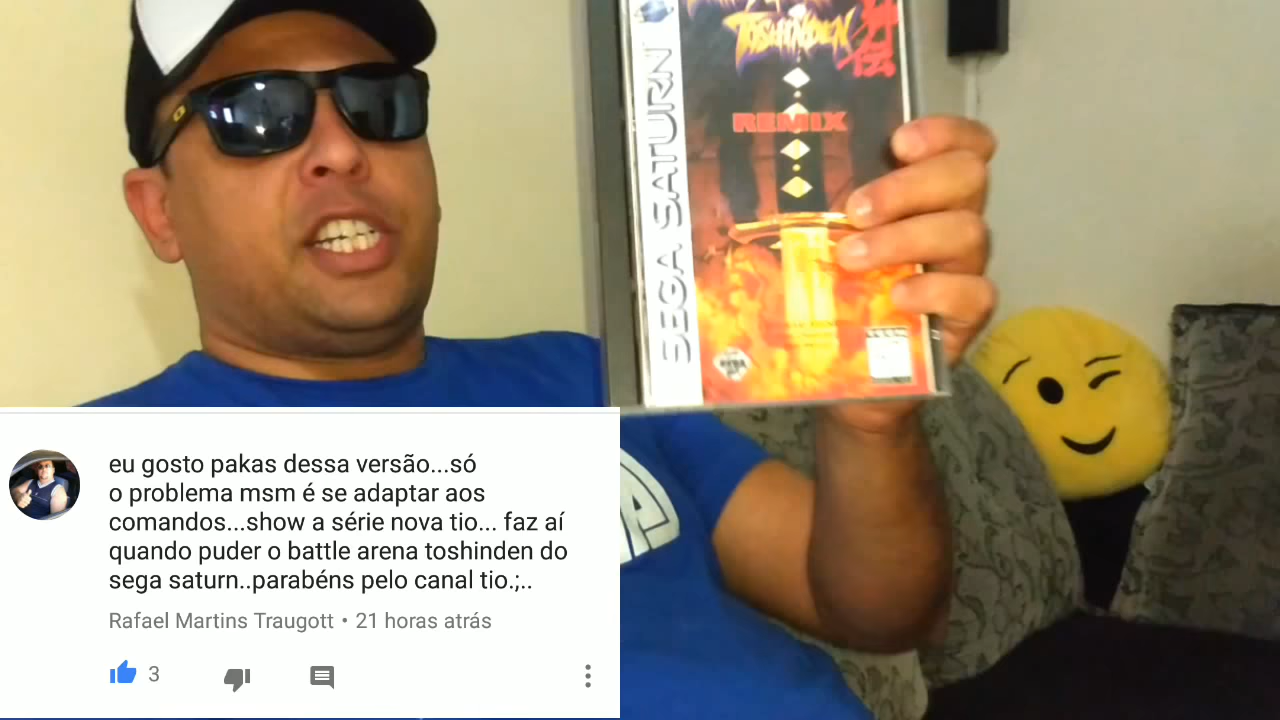 TOSHINDEN
REMIX
SEGA SATURN
eu gosto pakas dessa versão...só
o problema msm é se adaptar aos
comandos...show a série nova tio... faz aí
quando puder o battle arena toshinden do
sega saturn..parabéns pelo canal tio.;..
Rafael Martins Traugott • 21 horas atrás
3